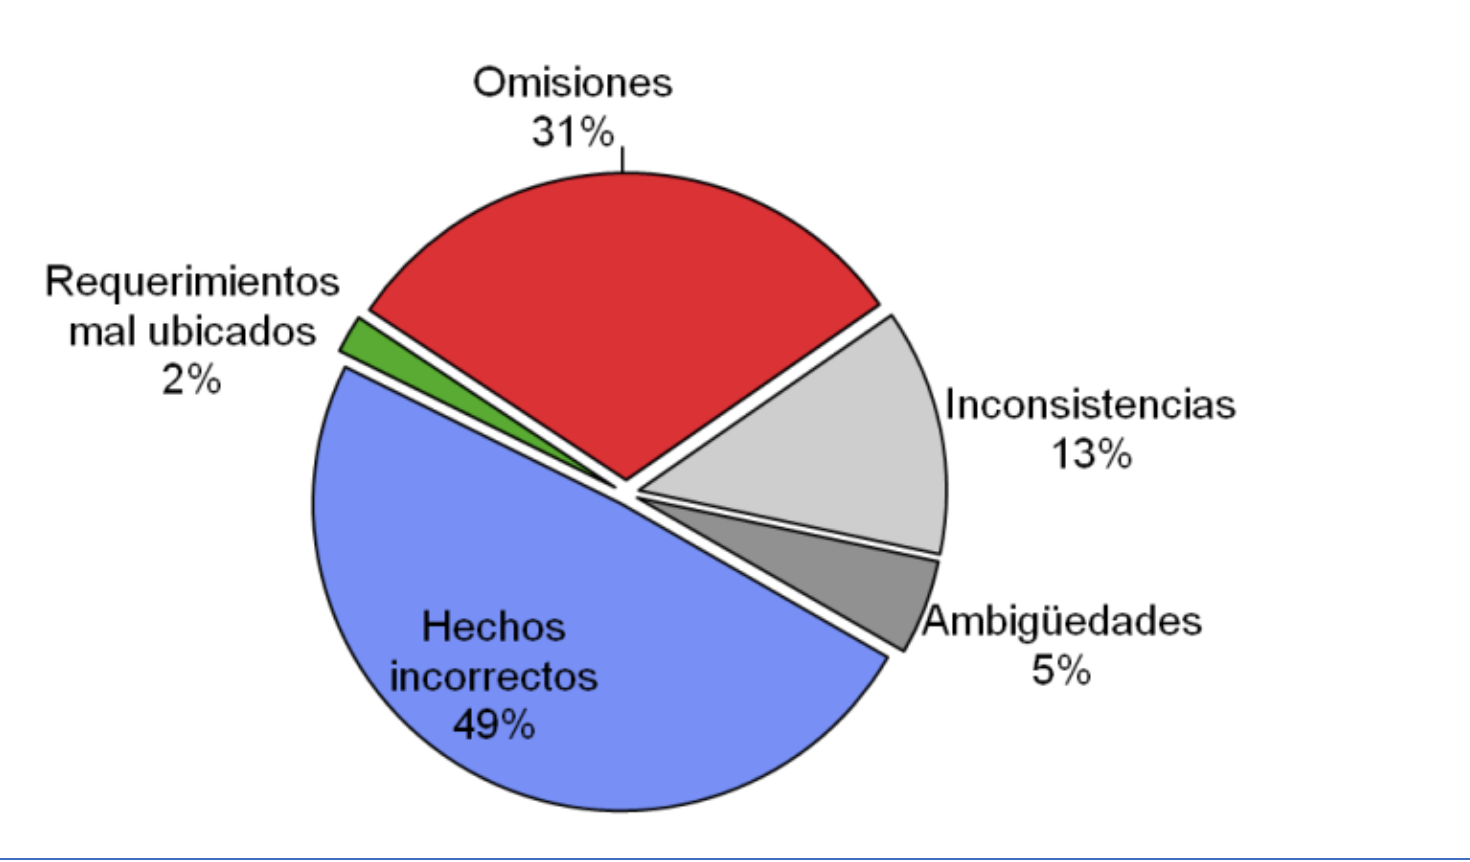 Omisiones
31%
Requerimientos
mal ubicados
2%
Inconsistencias
13%
Ambigüedades
5%
Hechos
incorrectos
49%